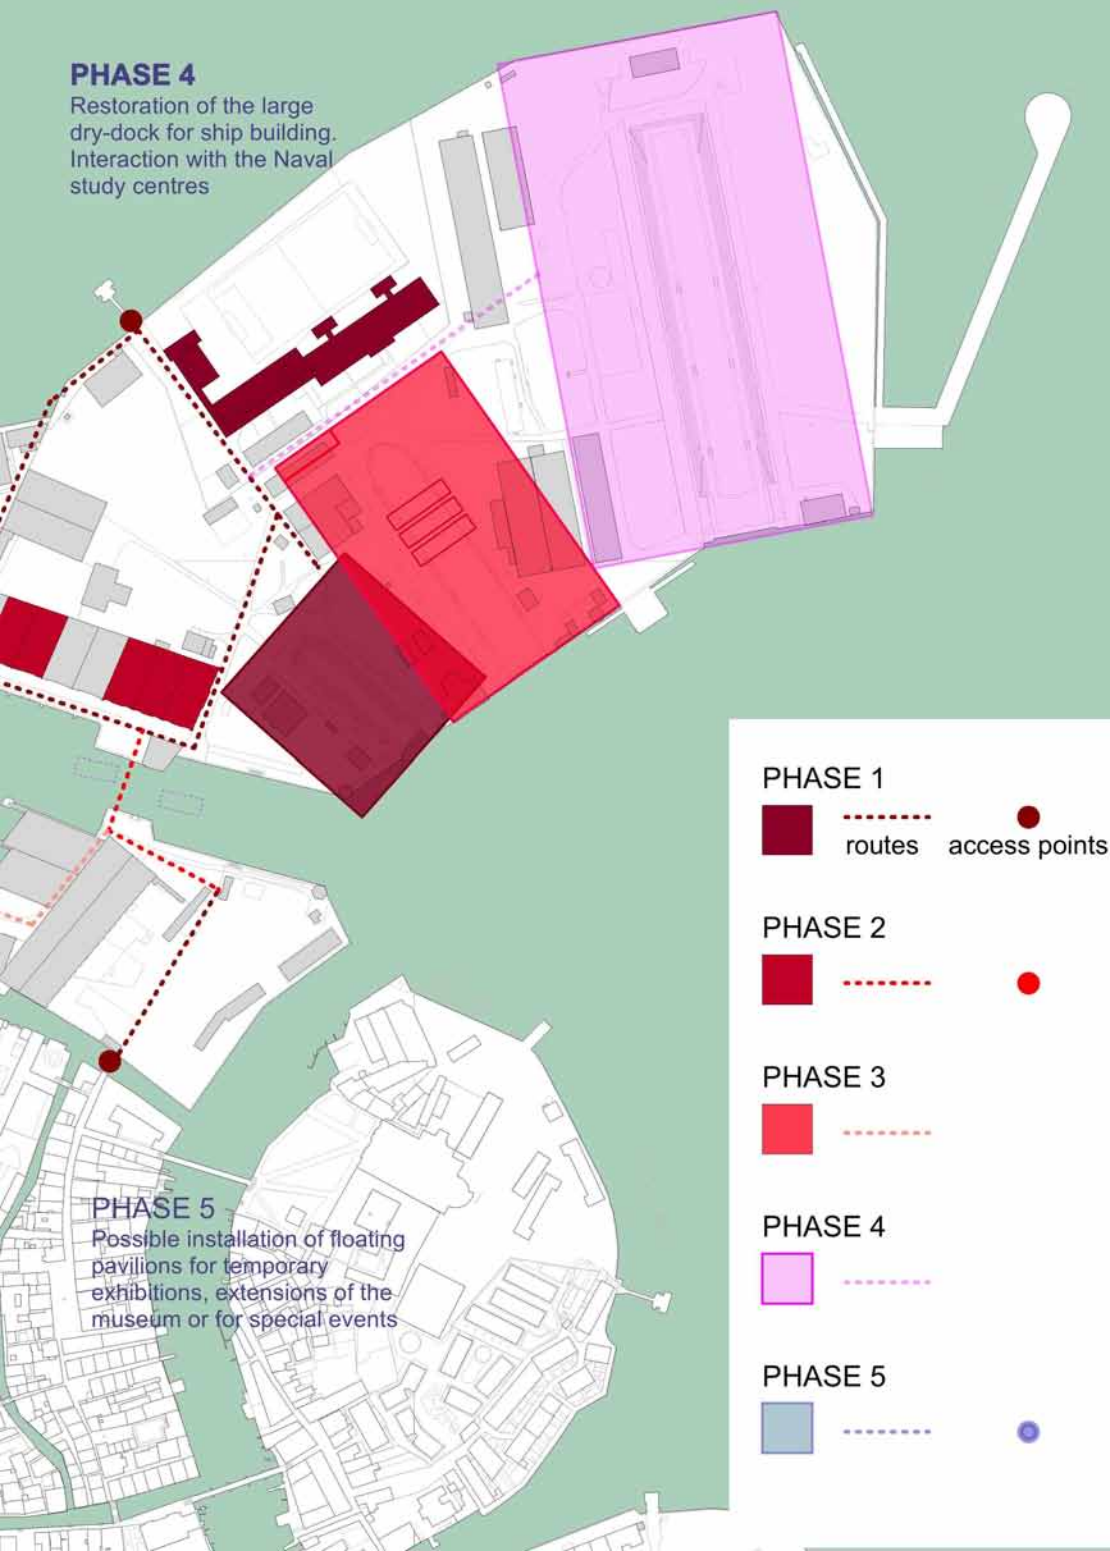 PHASE 4
Restoration of the large
dry-dock for ship building.
Interaction with the Naval
study centres
PHASE 1
routes
access points
PHASE 2
PHASE 3
PHASE 4
PHASE 5
PHASE 5
Possible installation of floating
pavilions for temporary
exhibitions, extensions of the
museum or for special events